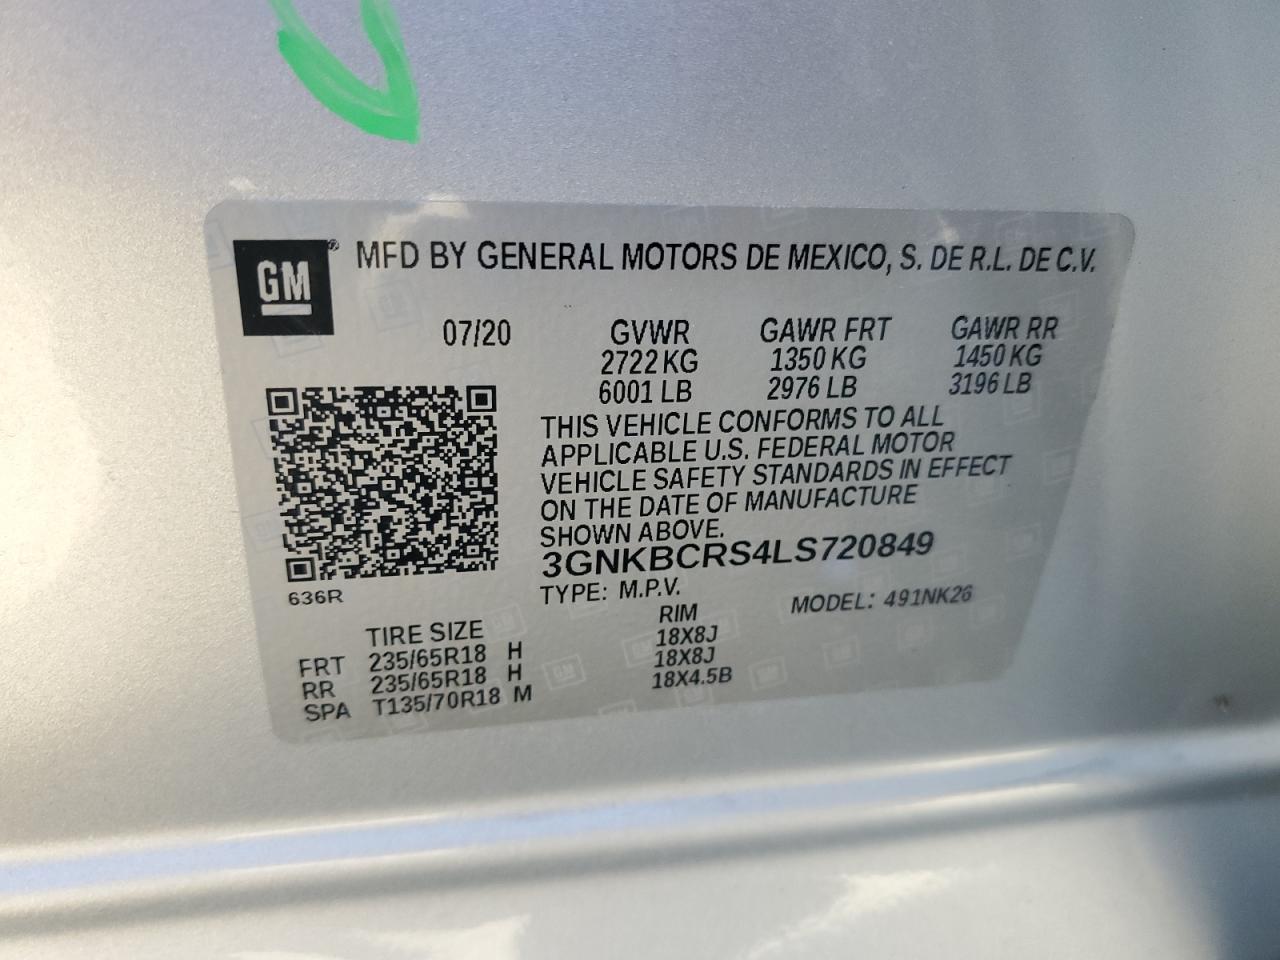 GM® MFD BY GENERAL MOTORS DE MEXICO, S. DE R.L. DE C.V.
07/20 GVWR GAWR FRT GAWR RR
2722 KG 1350 KG 1450 KG
6001 LB 2976 LB 3196 LB
THIS VEHICLE CONFORMS TO ALL
APPLICABLE U.S. FEDERAL MOTOR
VEHICLE SAFETY STANDARDS IN EFFECT
ON THE DATE OF MANUFACTURE
SHOWN ABOVE.
3GNKBCRS4LS720849
636R
TYPE: M.P.V. MODEL: 491NK26
TIRE SIZE RIM
FRT 235/65R18 H 18X8J
RR 235/65R18 H 18X8J
SPA T135/70R18 M 18X4.5B